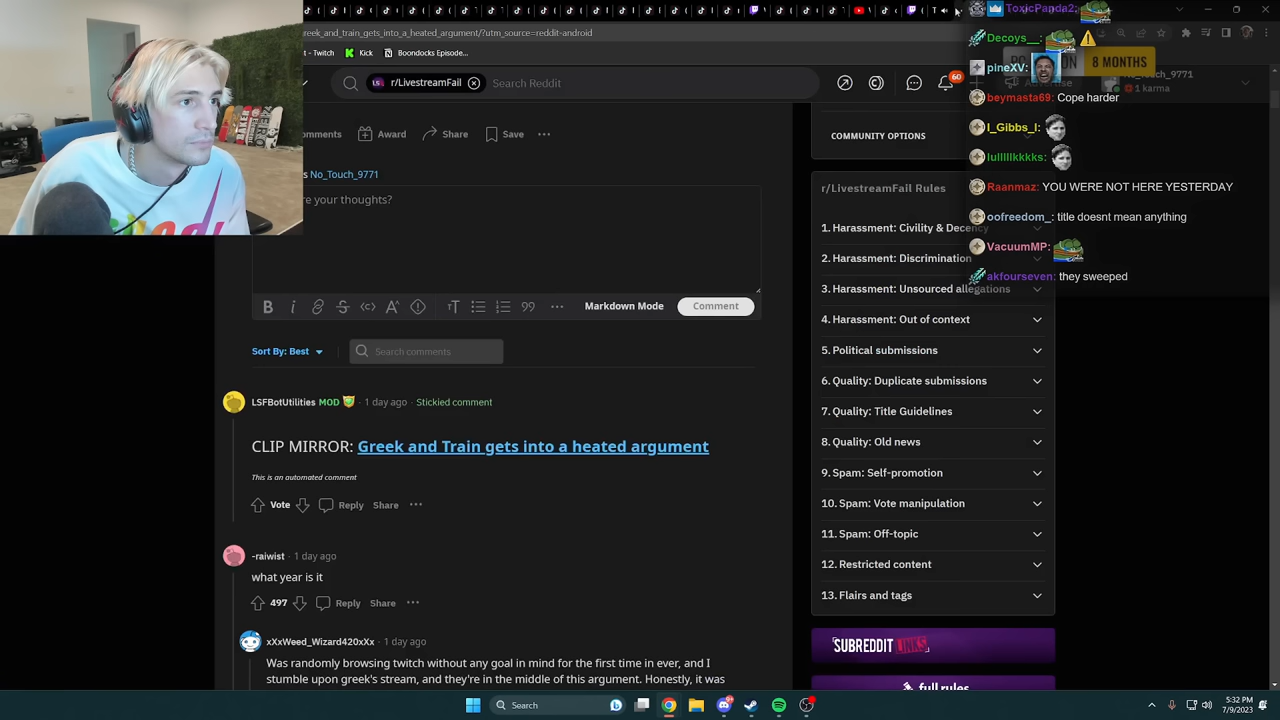 ToxicPanda2:
greek_and_train_gets_into_a_heated_argument/?utm_source=reddit-android
Decoys__:
- Twitch Kick Boondocks Episode...
8 MONTHS
pineXV:
No_Touch_9771
r/LivestreamFail Search Reddit
60
Advertise
1 karma
beymasta69: Cope harder
I_Gibbs_I:
omments Award Share Save
COMMUNITY OPTIONS
lulllllkkkks:
s No_Touch_9771
r/LivestreamFail Rules
Raanmaz: YOU WERE NOT HERE YESTERDAY
re your thoughts?
oofreedom_: title doesnt mean anything
1. Harassment: Civility & Decency
VacuumMP:
2. Harassment: Discrimination
akfourseven: they sweeped
3. Harassment: Unsourced allegations
Markdown Mode Comment
4. Harassment: Out of context
Sort By: Best Search comments
5. Political submissions
6. Quality: Duplicate submissions
LSFBotUtilities MOD · 1 day ago · Stickied comment
7. Quality: Title Guidelines
CLIP MIRROR: Greek and Train gets into a heated argument
8. Quality: Old news
This is an automated comment
9. Spam: Self-promotion
Vote Reply Share
10. Spam: Vote manipulation
11. Spam: Off-topic
-raiwist · 1 day ago
12. Restricted content
what year is it
13. Flairs and tags
497 Reply Share
xXxWeed_Wizard420xXx · 1 day ago
SUBREDDIT LINKS
Was randomly browsing twitch without any goal in mind for the first time in ever, and I
stumble upon greek's stream, and they're in the middle of this argument. Honestly, it was
full rules
Search
5:32 PM
7/9/2023